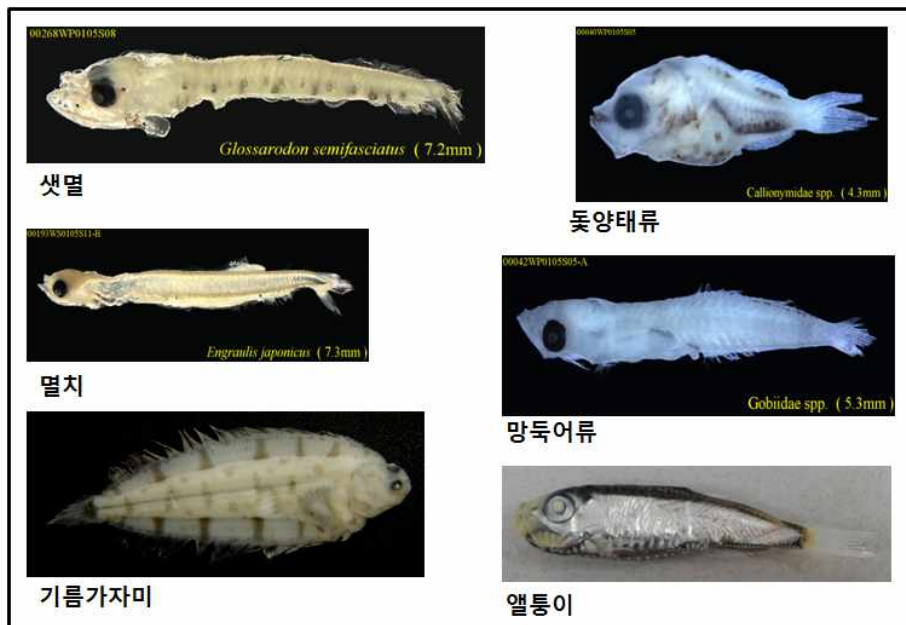 00268WP0105S08
Glossarodon semifasciatus ( 7.2mm )
샛멸
00040WP0105S05
Callionymidae spp. ( 4.3mm )
돛양태류
00193WS0105S11-B
Engraulis japonicus ( 7.3mm )
멸치
00042WP0105S05-A
Gobiidae spp. ( 5.3mm )
망둑어류
기름가자미
앨퉁이